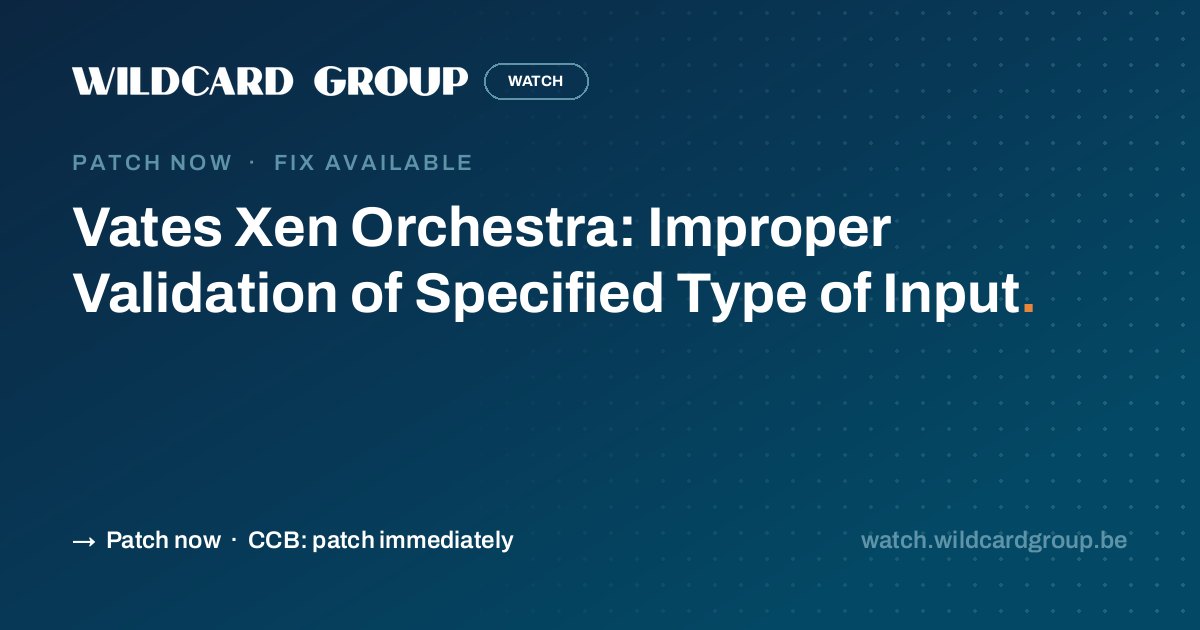 WILDCARD GROUP WATCH
PATCH NOW · FIX AVAILABLE
Vates Xen Orchestra: Improper
Validation of Specified Type of Input.
→ Patch now · CCB: patch immediately
watch.wildcardgroup.be